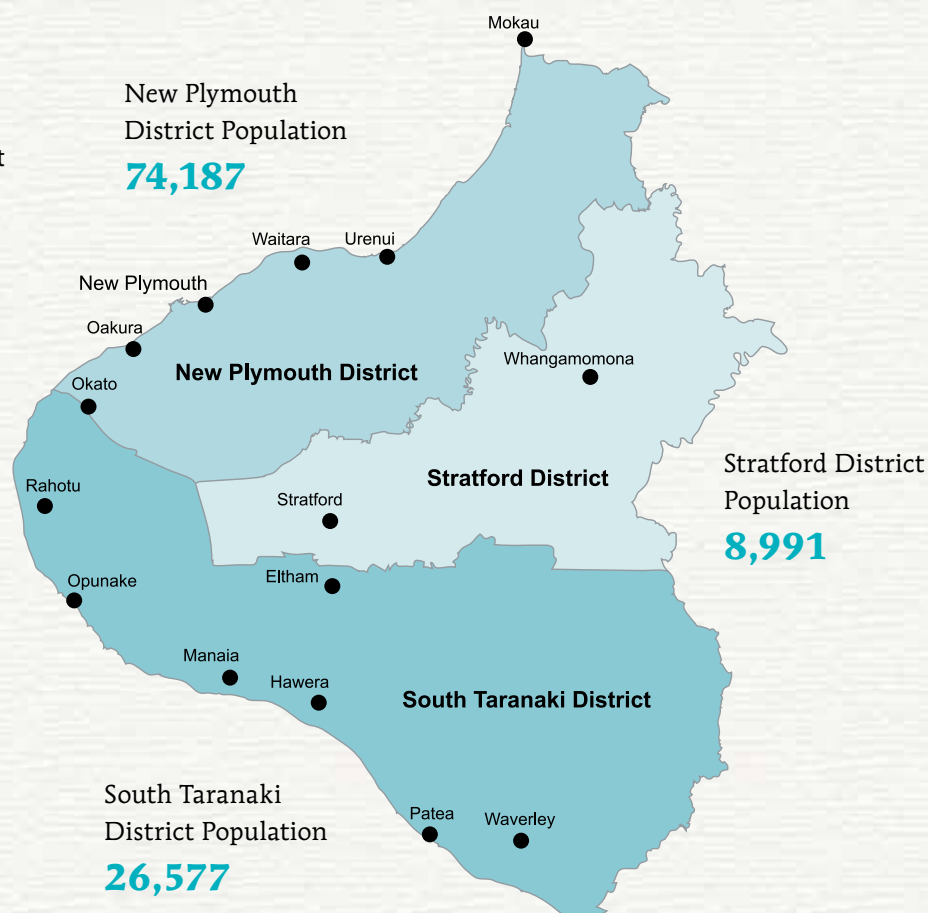 Mokau
New Plymouth
District Population
74,187
t
Waitara
Urenui
New Plymouth
Oakura
New Plymouth District
Okato
Whangamomona
Stratford District
Stratford District
Population
8,991
Rahotu
Stratford
Eltham
Opunake
Manaia
Hawera
South Taranaki District
South Taranaki
District Population
26,577
Patea
Waverley